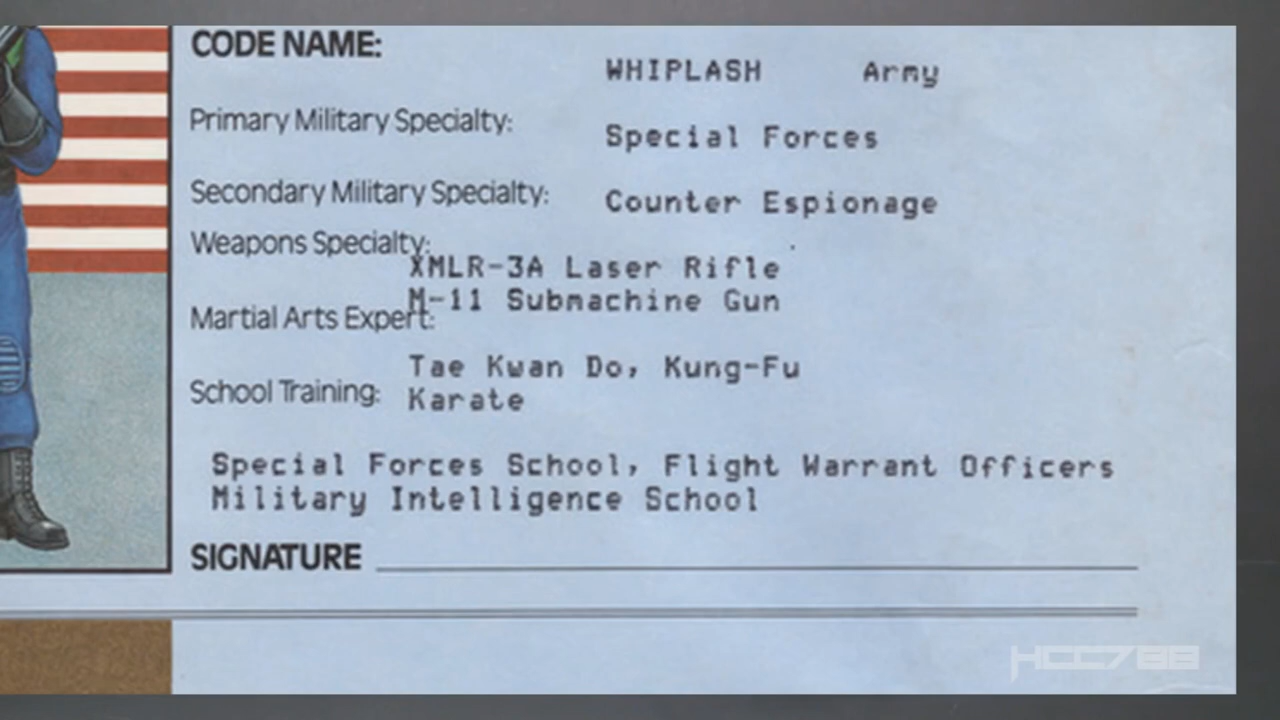 CODE NAME:
WHIPLASH Army
Primary Military Specialty:
Special Forces
Secondary Military Specialty:
Counter Espionage
Weapons Specialty:
XMLR-3A Laser Rifle
M-11 Submachine Gun
Martial Arts Expert:
Tae Kwan Do, Kung-Fu
Karate
School Training:
Special Forces School, Flight Warrant Officers
Military Intelligence School
SIGNATURE
HCC788